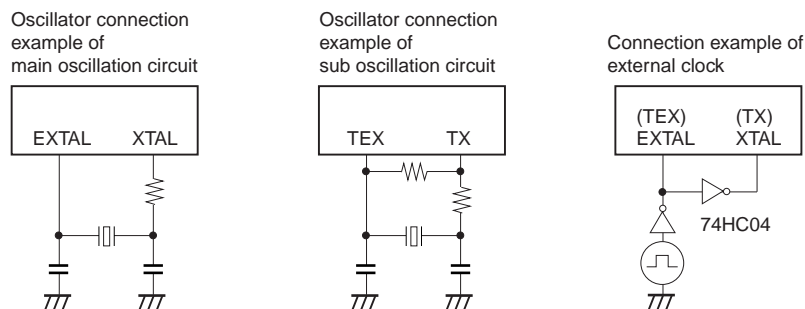 Oscillator connection
example of
main oscillation circuit
EXTAL XTAL
Oscillator connection
example of
sub oscillation circuit
TEX TX
Connection example of
external clock
(TEX) (TX)
EXTAL XTAL
74HC04